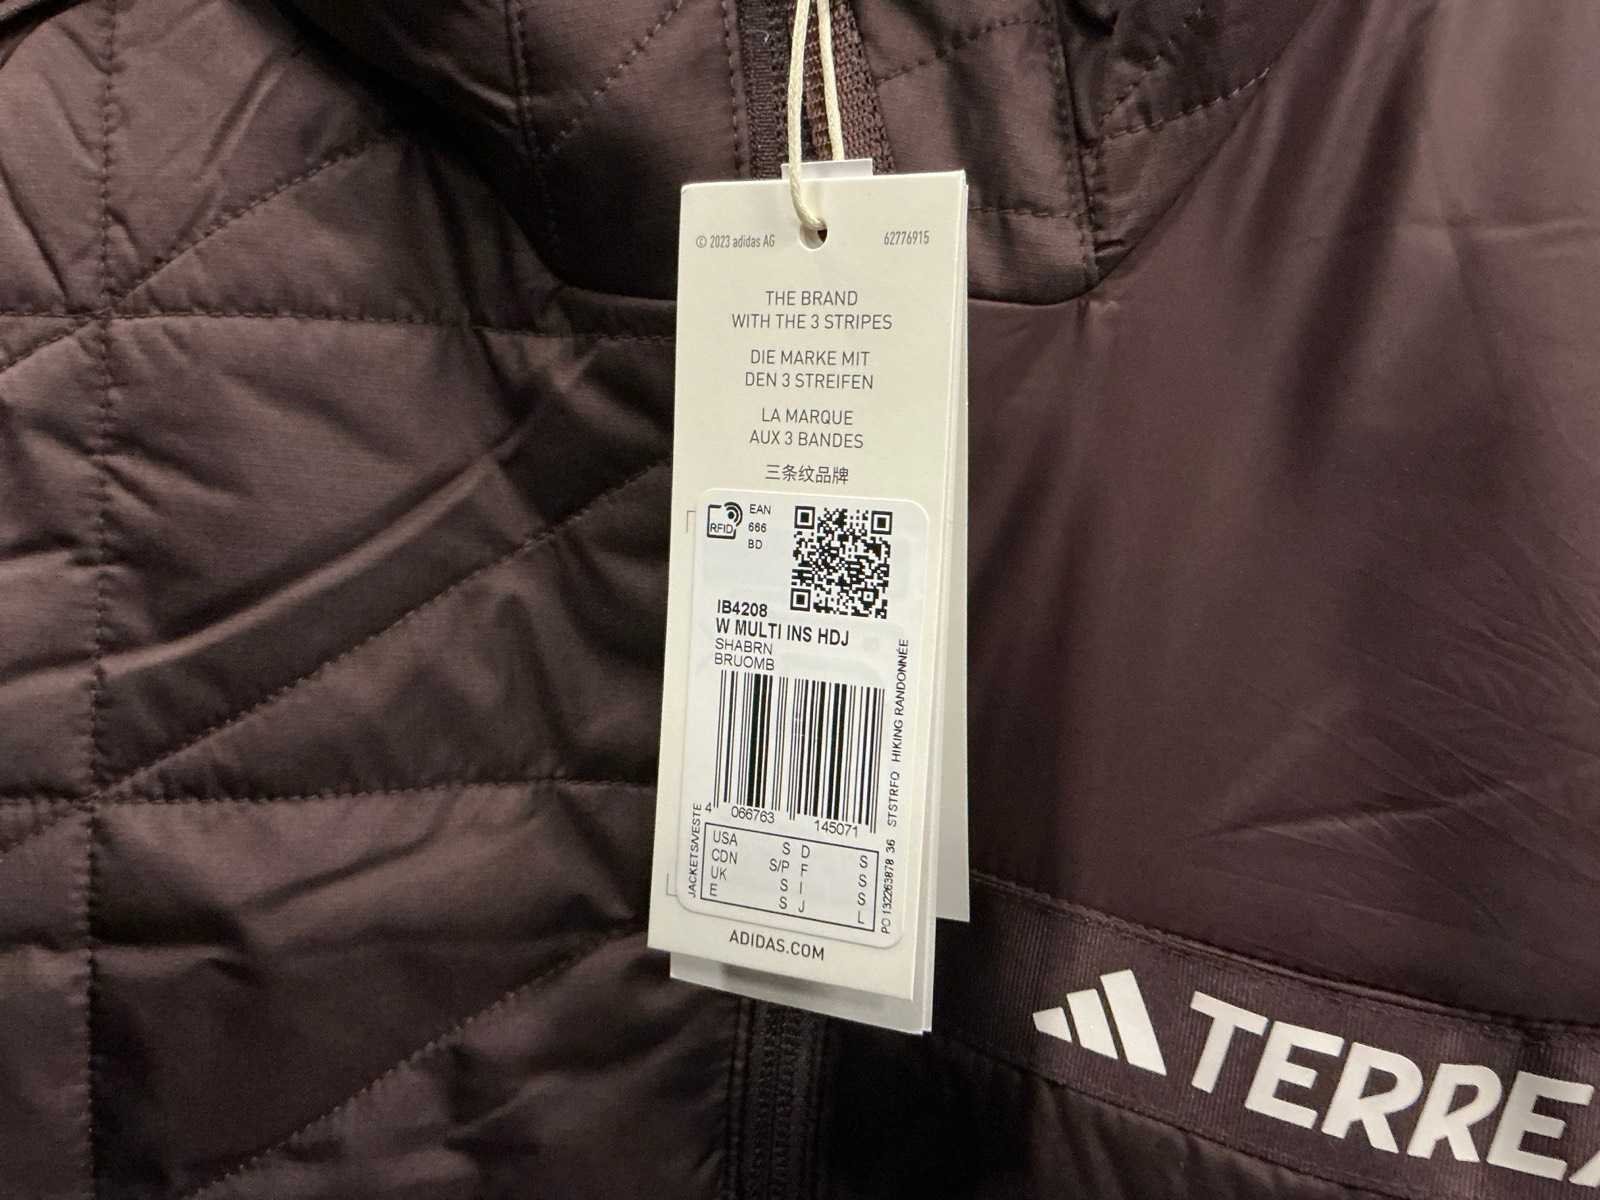 © 2023 adidas AG
62776915
THE BRAND
WITH THE 3 STRIPES
DIE MARKE MIT
DEN 3 STREIFEN
LA MARQUE
AUX 3 BANDES
三条纹品牌
RFID
EAN
666
BD
IB4208
W MULTI INS HDJ
SHABRN
BRUOMB
4 066763 145071
JACKETS/VESTE
PO 132263878 36 STSTRFQ HIKING RANDONNÉE
USA S D S
CDN S/P F S
UK S I S
E S J L
ADIDAS.COM
TERREX